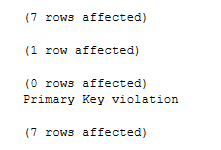 (7 rows affected)
(1 row affected)
(0 rows affected)
Primary Key violation
(7 rows affected)